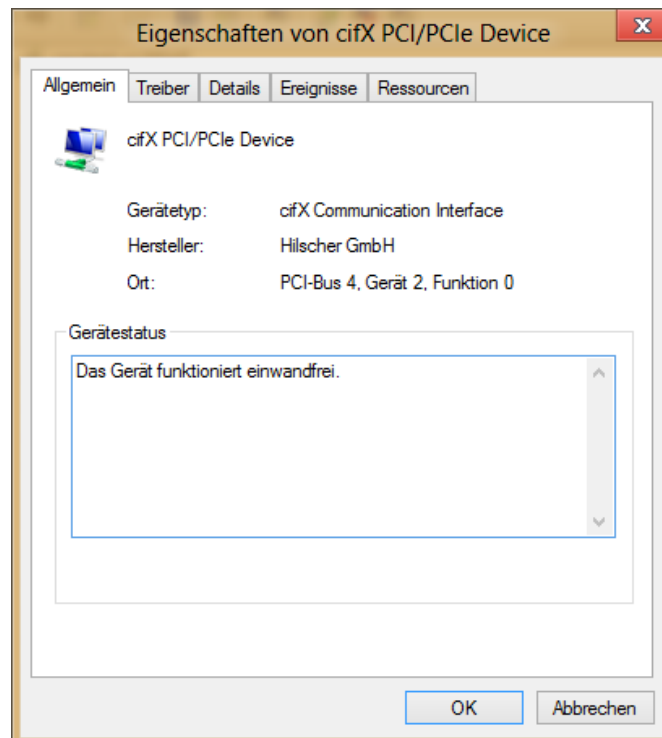 Eigenschaften von cifX PCI/PCIe Device
x
Allgemein Treiber Details Ereignisse Ressourcen
cifX PCI/PCIe Device
Gerätetyp: cifX Communication Interface
Hersteller: Hilscher GmbH
Ort: PCI-Bus 4, Gerät 2, Funktion 0
Gerätestatus
Das Gerät funktioniert einwandfrei.
OK Abbrechen